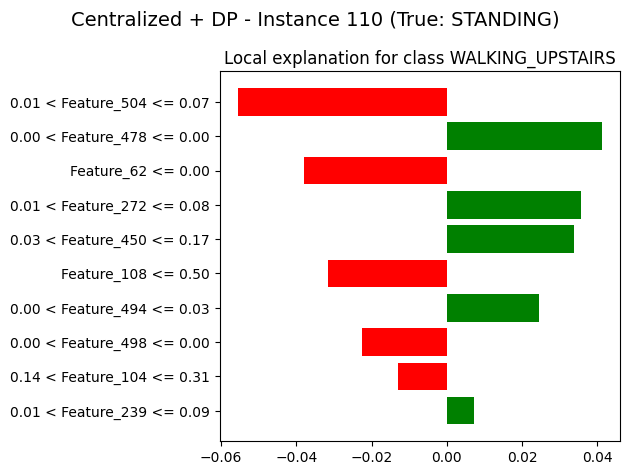 Centralized + DP - Instance 110 (True: STANDING)
Local explanation for class WALKING_UPSTAIRS
0.01 < Feature_504 <= 0.07
0.00 < Feature_478 <= 0.00
Feature_62 <= 0.00
0.01 < Feature_272 <= 0.08
0.03 < Feature_450 <= 0.17
Feature_108 <= 0.50
0.00 < Feature_494 <= 0.03
0.00 < Feature_498 <= 0.00
0.14 < Feature_104 <= 0.31
0.01 < Feature_239 <= 0.09
−0.06 −0.04 −0.02 0.00 0.02 0.04